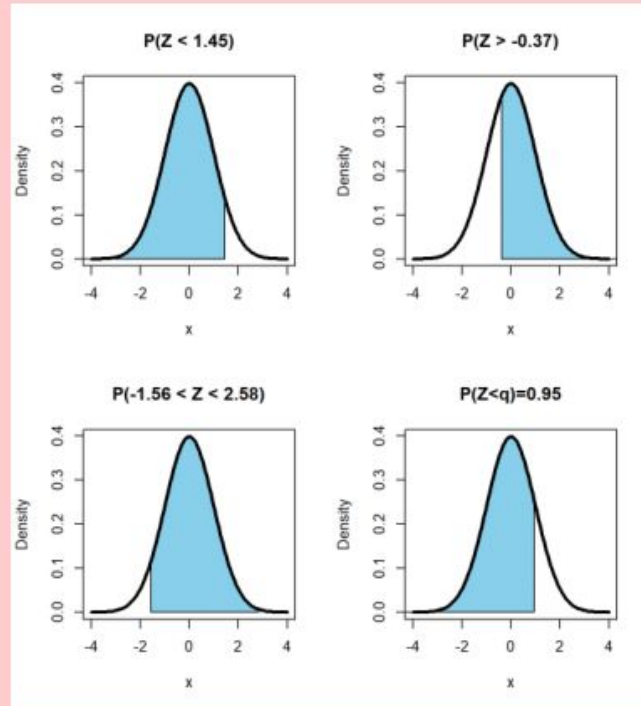 P(Z < 1.45)
Density
0.0 0.1 0.2 0.3 0.4
-4 -2 0 2 4
x
P(Z > -0.37)
Density
0.0 0.1 0.2 0.3 0.4
-4 -2 0 2 4
x
P(-1.56 < Z < 2.58)
Density
0.0 0.1 0.2 0.3 0.4
-4 -2 0 2 4
x
P(Z<q)=0.95
Density
0.0 0.1 0.2 0.3 0.4
-4 -2 0 2 4
x